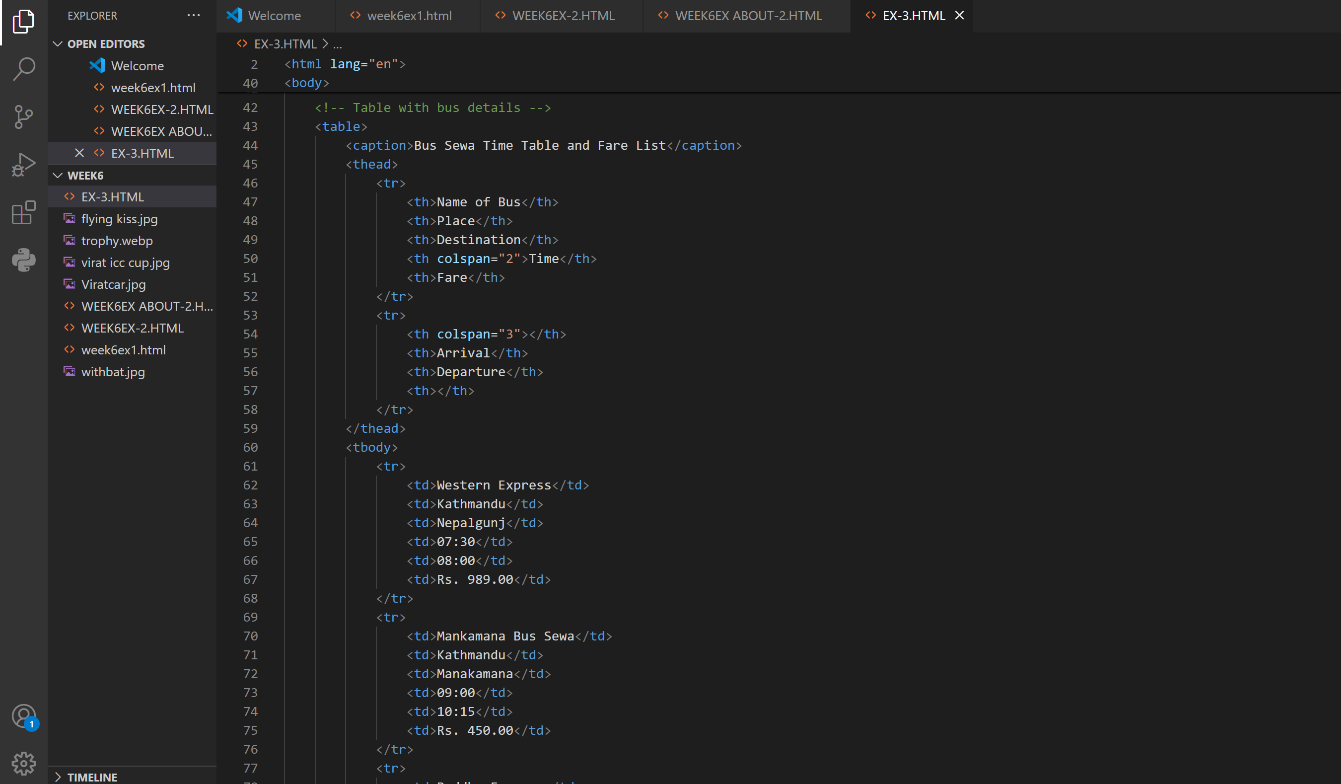 EXPLORER
...
OPEN EDITORS
Welcome
week6ex1.html
WEEK6EX-2.HTML
WEEK6EX ABOU...
EX-3.HTML
WEEK6
EX-3.HTML
flying kiss.jpg
trophy.webp
virat icc cup.jpg
Viratcar.jpg
WEEK6EX ABOUT-2.H...
WEEK6EX-2.HTML
week6ex1.html
withbat.jpg
1
TIMELINE
Welcome
week6ex1.html
WEEK6EX-2.HTML
WEEK6EX ABOUT-2.HTML
EX-3.HTML
EX-3.HTML > ...
2 <html lang="en">
40 <body>
42 <!-- Table with bus details -->
43 <table>
44 <caption>Bus Sewa Time Table and Fare List</caption>
45 <thead>
46 <tr>
47 <th>Name of Bus</th>
48 <th>Place</th>
49 <th>Destination</th>
50 <th colspan="2">Time</th>
51 <th>Fare</th>
52 </tr>
53 <tr>
54 <th colspan="3"></th>
55 <th>Arrival</th>
56 <th>Departure</th>
57 <th></th>
58 </tr>
59 </thead>
60 <tbody>
61 <tr>
62 <td>Western Express</td>
63 <td>Kathmandu</td>
64 <td>Nepalgunj</td>
65 <td>07:30</td>
66 <td>08:00</td>
67 <td>Rs. 989.00</td>
68 </tr>
69 <tr>
70 <td>Mankamana Bus Sewa</td>
71 <td>Kathmandu</td>
72 <td>Manakamana</td>
73 <td>09:00</td>
74 <td>10:15</td>
75 <td>Rs. 450.00</td>
76 </tr>
77 <tr>